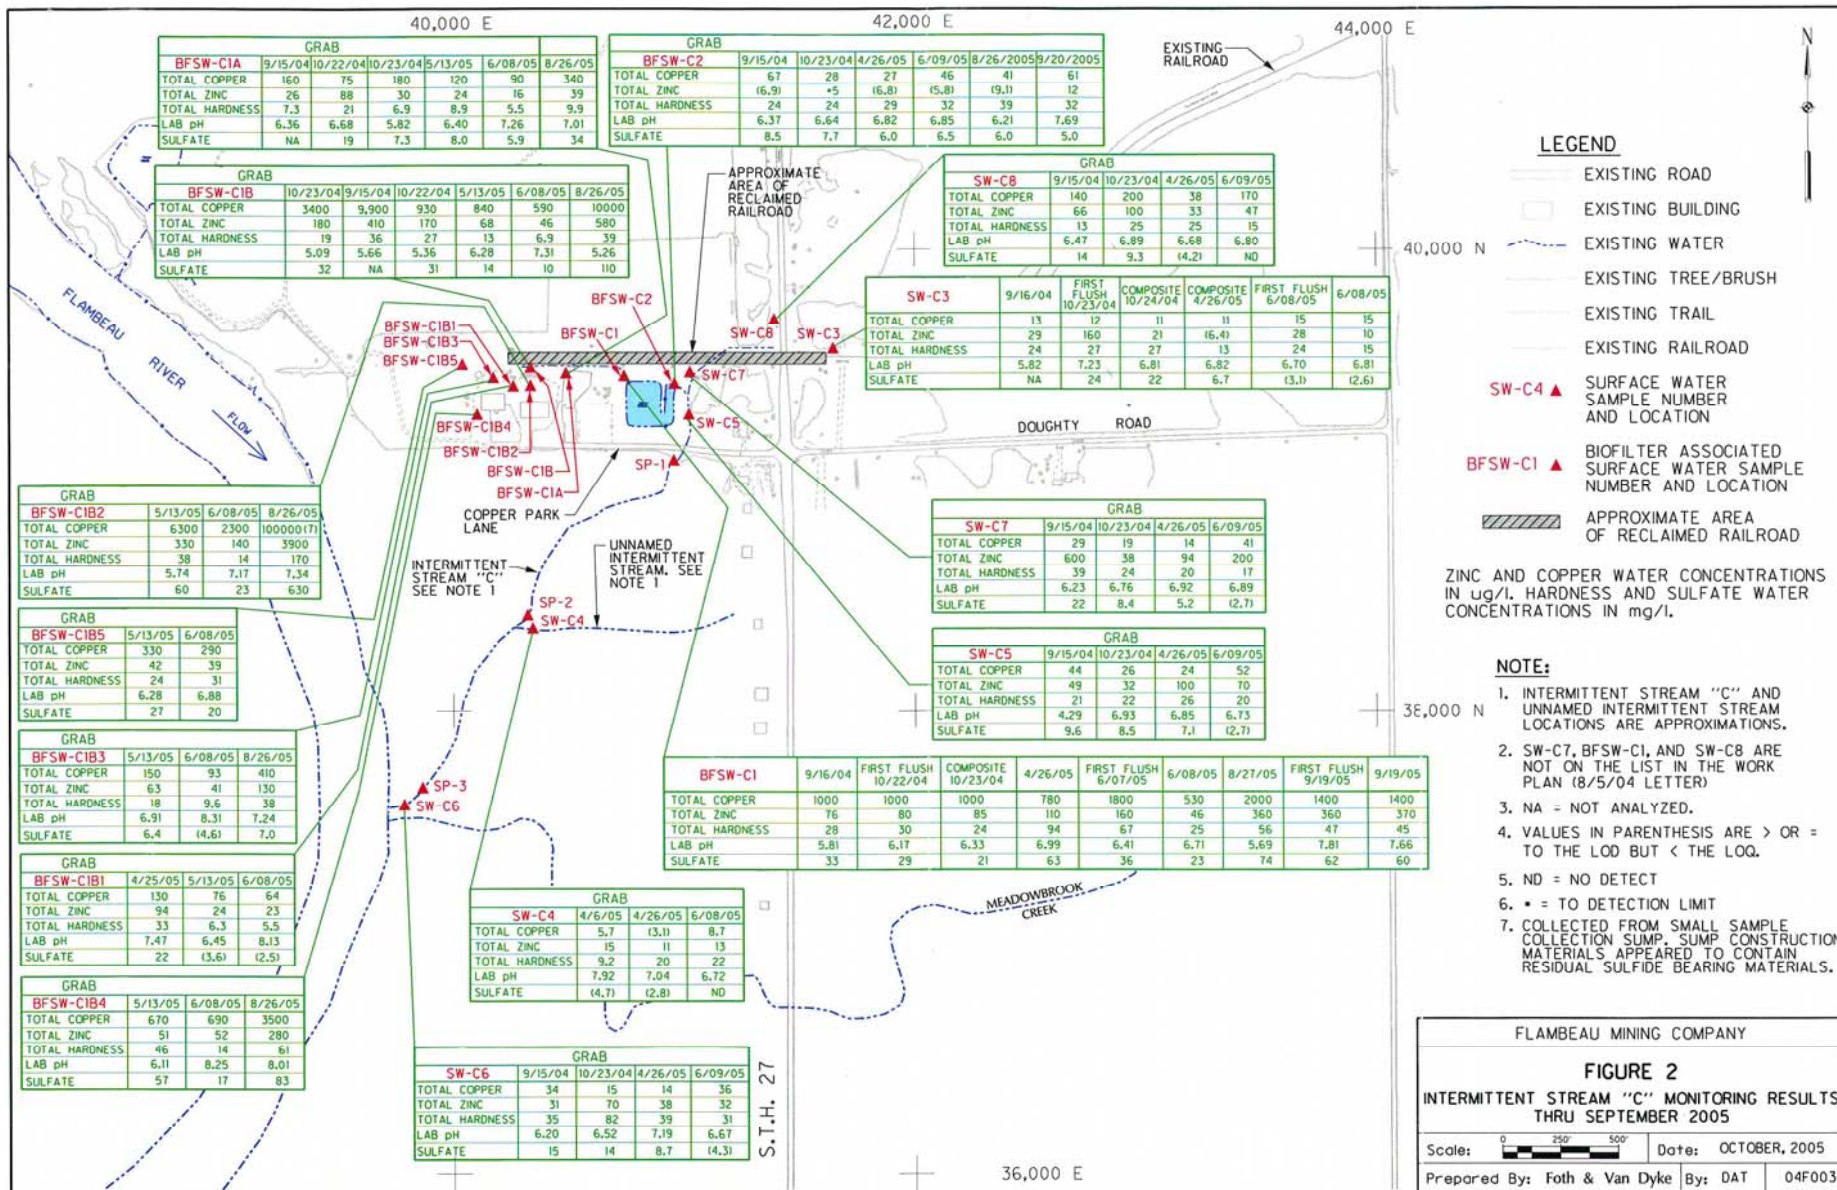 40,000 E
42,000 E
44,000 E
N
GRAB
BFSW-C1A 9/15/04 10/22/04 10/23/04 5/13/05 6/08/05 8/26/05
TOTAL COPPER 160 75 180 120 90 340
TOTAL ZINC 26 88 30 24 16 39
TOTAL HARDNESS 7.3 21 6.9 8.9 5.5 9.9
LAB pH 6.36 6.68 5.82 6.40 7.26 7.01
SULFATE NA 19 7.3 8.0 5.9 34
GRAB
BFSW-C2 9/15/04 10/23/04 4/26/05 6/09/05 8/26/2005 9/20/2005
TOTAL COPPER 67 28 27 46 41 61
TOTAL ZINC (6.9) •5 (6.8) (5.8) (9.1) 12
TOTAL HARDNESS 24 24 29 32 39 32
LAB pH 6.37 6.64 6.82 6.85 6.21 7.69
SULFATE 8.5 7.7 6.0 6.5 6.0 5.0
EXISTING
RAILROAD
GRAB
BFSW-C1B 10/23/04 9/15/04 10/22/04 5/13/05 6/08/05 8/26/05
TOTAL COPPER 3400 9,900 930 840 590 10000
TOTAL ZINC 180 410 170 68 46 580
TOTAL HARDNESS 19 36 27 13 6.9 39
LAB pH 5.09 5.66 5.36 6.28 7.31 5.26
SULFATE 32 NA 31 14 10 110
APPROXIMATE
AREA OF
RECLAIMED
RAILROAD
GRAB
SW-C8 9/15/04 10/23/04 4/26/05 6/09/05
TOTAL COPPER 140 200 38 170
TOTAL ZINC 66 100 33 47
TOTAL HARDNESS 13 25 25 15
LAB pH 6.47 6.89 6.68 6.80
SULFATE 14 9.3 (4.2) ND
40,000 N
SW-C3 9/16/04 FIRST FLUSH 10/23/04 COMPOSITE 10/24/04 COMPOSITE 4/26/05 FIRST FLUSH 6/08/05 6/08/05
TOTAL COPPER 13 12 11 11 15 15
TOTAL ZINC 29 160 21 (6.4) 28 10
TOTAL HARDNESS 24 27 27 13 24 15
LAB pH 5.82 7.23 6.81 6.82 6.70 6.81
SULFATE NA 24 22 6.7 (3.1) (2.6)
FLAMBEAU
RIVER
FLOW
BFSW-C2
BFSW-C1
BFSW-C1B1
BFSW-C1B3
BFSW-C1B5
SW-C8
SW-C3
SW-C7
SW-C5
BFSW-C1B4
BFSW-C1B2
BFSW-C1B
BFSW-C1A
SP-1
DOUGHTY ROAD
COPPER PARK
LANE
INTERMITTENT
STREAM "C"
SEE NOTE 1
UNNAMED
INTERMITTENT
STREAM. SEE
NOTE 1
SP-2
SW-C4
SP-3
SW-C6
GRAB
BFSW-C1B2 5/13/05 6/08/05 8/26/05
TOTAL COPPER 6300 2300 100000(7)
TOTAL ZINC 330 140 3900
TOTAL HARDNESS 38 14 170
LAB pH 5.74 7.17 7.34
SULFATE 60 23 630
GRAB
BFSW-C1B5 5/13/05 6/08/05
TOTAL COPPER 330 290
TOTAL ZINC 42 39
TOTAL HARDNESS 24 31
LAB pH 6.28 6.88
SULFATE 27 20
GRAB
BFSW-C1B3 5/13/05 6/08/05 8/26/05
TOTAL COPPER 150 93 410
TOTAL ZINC 63 41 130
TOTAL HARDNESS 18 9.6 38
LAB pH 6.91 8.31 7.24
SULFATE 6.4 (4.6) 7.0
GRAB
BFSW-C1B1 4/25/05 5/13/05 6/08/05
TOTAL COPPER 130 76 64
TOTAL ZINC 94 24 23
TOTAL HARDNESS 33 6.3 5.5
LAB pH 7.47 6.45 8.13
SULFATE 22 (3.6) (2.5)
GRAB
BFSW-C1B4 5/13/05 6/08/05 8/26/05
TOTAL COPPER 670 690 3500
TOTAL ZINC 51 52 280
TOTAL HARDNESS 46 14 61
LAB pH 6.11 8.25 8.01
SULFATE 57 17 83
GRAB
SW-C7 9/15/04 10/23/04 4/26/05 6/09/05
TOTAL COPPER 29 19 14 41
TOTAL ZINC 600 38 94 200
TOTAL HARDNESS 39 24 20 17
LAB pH 6.23 6.76 6.92 6.89
SULFATE 22 8.4 5.2 (2.7)
GRAB
SW-C5 9/15/04 10/23/04 4/26/05 6/09/05
TOTAL COPPER 44 26 24 52
TOTAL ZINC 49 32 100 70
TOTAL HARDNESS 21 22 26 20
LAB pH 4.29 6.93 6.85 6.73
SULFATE 9.6 8.5 7.1 (2.7)
38,000 N
BFSW-C1 9/16/04 FIRST FLUSH 10/22/04 COMPOSITE 10/23/04 4/26/05 FIRST FLUSH 6/07/05 6/08/05 8/27/05 FIRST FLUSH 9/19/05 9/19/05
TOTAL COPPER 1000 1000 1000 780 1800 530 2000 1400 1400
TOTAL ZINC 76 80 85 110 160 46 360 360 370
TOTAL HARDNESS 28 30 24 94 67 25 56 47 45
LAB pH 5.81 6.17 6.33 6.99 6.41 6.71 5.69 7.81 7.66
SULFATE 33 29 21 63 36 23 74 62 60
MEADOWBROOK
CREEK
GRAB
SW-C4 4/6/05 4/26/05 6/08/05
TOTAL COPPER 5.7 (3.1) 8.7
TOTAL ZINC 15 11 13
TOTAL HARDNESS 9.2 20 22
LAB pH 7.92 7.04 6.72
SULFATE (4.7) (2.8) ND
GRAB
SW-C6 9/15/04 10/23/04 4/26/05 6/09/05
TOTAL COPPER 34 15 14 36
TOTAL ZINC 31 70 38 32
TOTAL HARDNESS 35 82 39 31
LAB pH 6.20 6.52 7.19 6.67
SULFATE 15 14 8.7 (4.3)
S.T.H. 27
36,000 E
LEGEND
EXISTING ROAD
EXISTING BUILDING
EXISTING WATER
EXISTING TREE/BRUSH
EXISTING TRAIL
EXISTING RAILROAD
SW-C4 SURFACE WATER
SAMPLE NUMBER
AND LOCATION
BFSW-C1 BIOFILTER ASSOCIATED
SURFACE WATER SAMPLE
NUMBER AND LOCATION
APPROXIMATE AREA
OF RECLAIMED RAILROAD
ZINC AND COPPER WATER CONCENTRATIONS
IN ug/l. HARDNESS AND SULFATE WATER
CONCENTRATIONS IN mg/l.
NOTE:
1. INTERMITTENT STREAM "C" AND
UNNAMED INTERMITTENT STREAM
LOCATIONS ARE APPROXIMATIONS.
2. SW-C7, BFSW-C1, AND SW-C8 ARE
NOT ON THE LIST IN THE WORK
PLAN (8/5/04 LETTER)
3. NA = NOT ANALYZED.
4. VALUES IN PARENTHESIS ARE > OR =
TO THE LOD BUT < THE LOQ.
5. ND = NO DETECT
6. • = TO DETECTION LIMIT
7. COLLECTED FROM SMALL SAMPLE
COLLECTION SUMP. SUMP CONSTRUCTION
MATERIALS APPEARED TO CONTAIN
RESIDUAL SULFIDE BEARING MATERIALS.
FLAMBEAU MINING COMPANY
FIGURE 2
INTERMITTENT STREAM "C" MONITORING RESULTS
THRU SEPTEMBER 2005
Scale: 0 250' 500' Date: OCTOBER, 2005
Prepared By: Foth & Van Dyke By: DAT 04F003